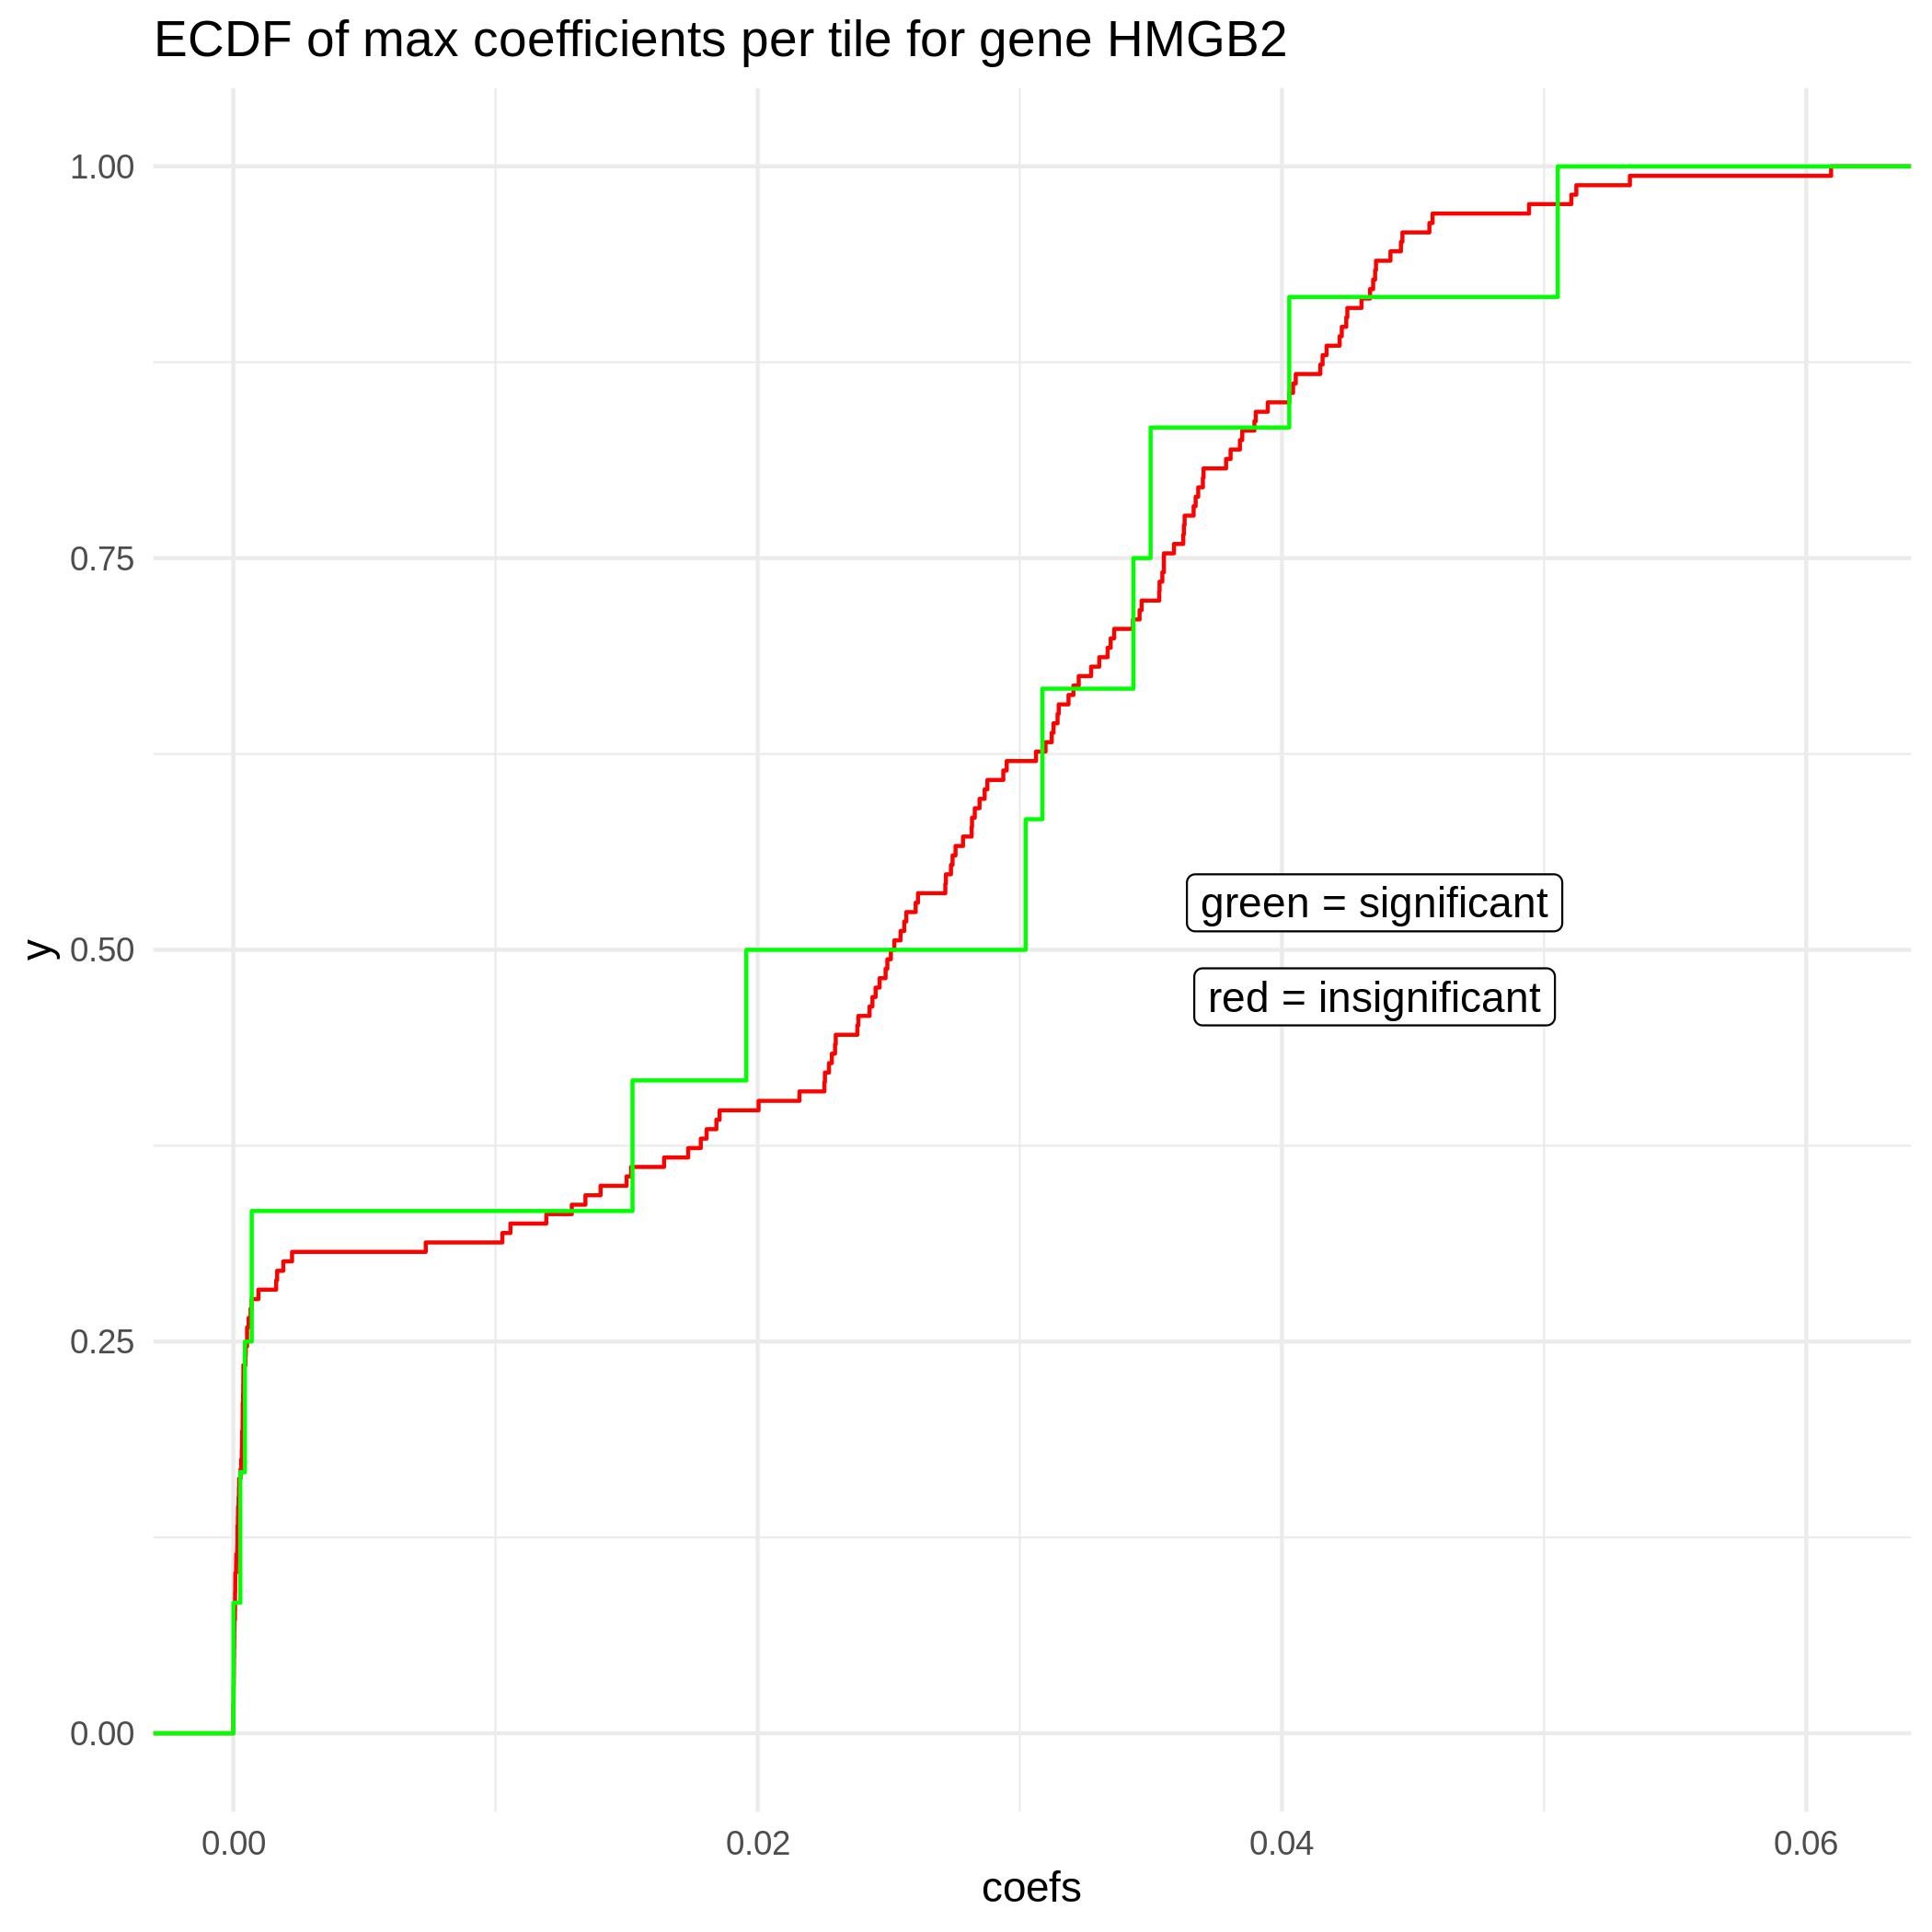 ECDF of max coefficients per tile for gene HMGB2
1.00
0.75
0.50
0.25
0.00
y
green = significant
red = insignificant
0.00 0.02 0.04 0.06
coefs